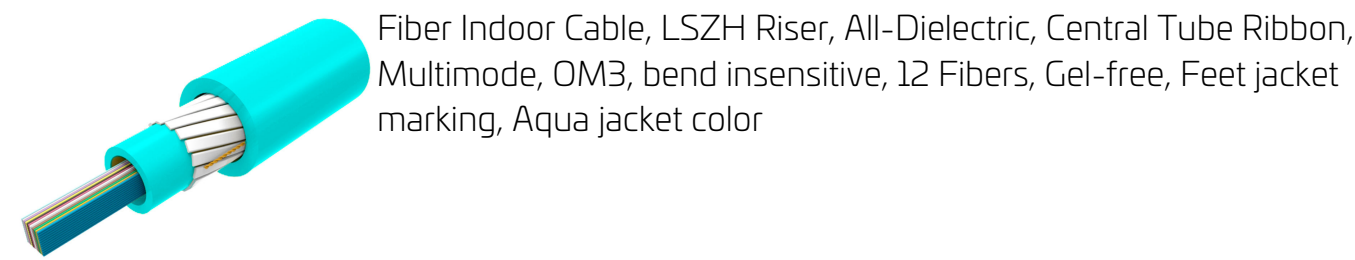 Fiber Indoor Cable, LSZH Riser, All-Dielectric, Central Tube Ribbon,
Multimode, OM3, bend insensitive, 12 Fibers, Gel-free, Feet jacket
marking, Aqua jacket color